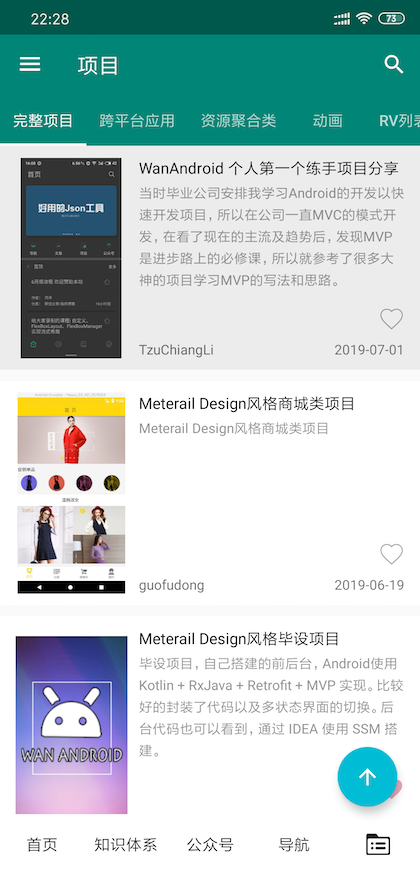 22:28
73
项目
完整项目 跨平台应用 资源聚合类 动画 RV列表
首页
好用的Json工具
WanAndroid 个人第一个练手项目分享
当时毕业公司安排我学习Android的开发以快
速开发项目，所以在公司一直MVC的模式开
发，在看了现在的主流及趋势后，发现MVP
是进步路上的必修课，所以就参考了很多大
神的项目学习MVP的写法和思路。
TzuChiangLi 2019-07-01
Meterail Design风格商城类项目
Meterail Design风格商城类项目
guofudong 2019-06-19
WAN ANDROID
Meterail Design风格毕设项目
毕设项目，自己搭建的前后台，Android使用
Kotlin + RxJava + Retrofit + MVP 实现。比较
好的封装了代码以及多状态界面的切换。后
台代码也可以看到，通过 IDEA 使用 SSM 搭
建。
首页 知识体系 公众号 导航